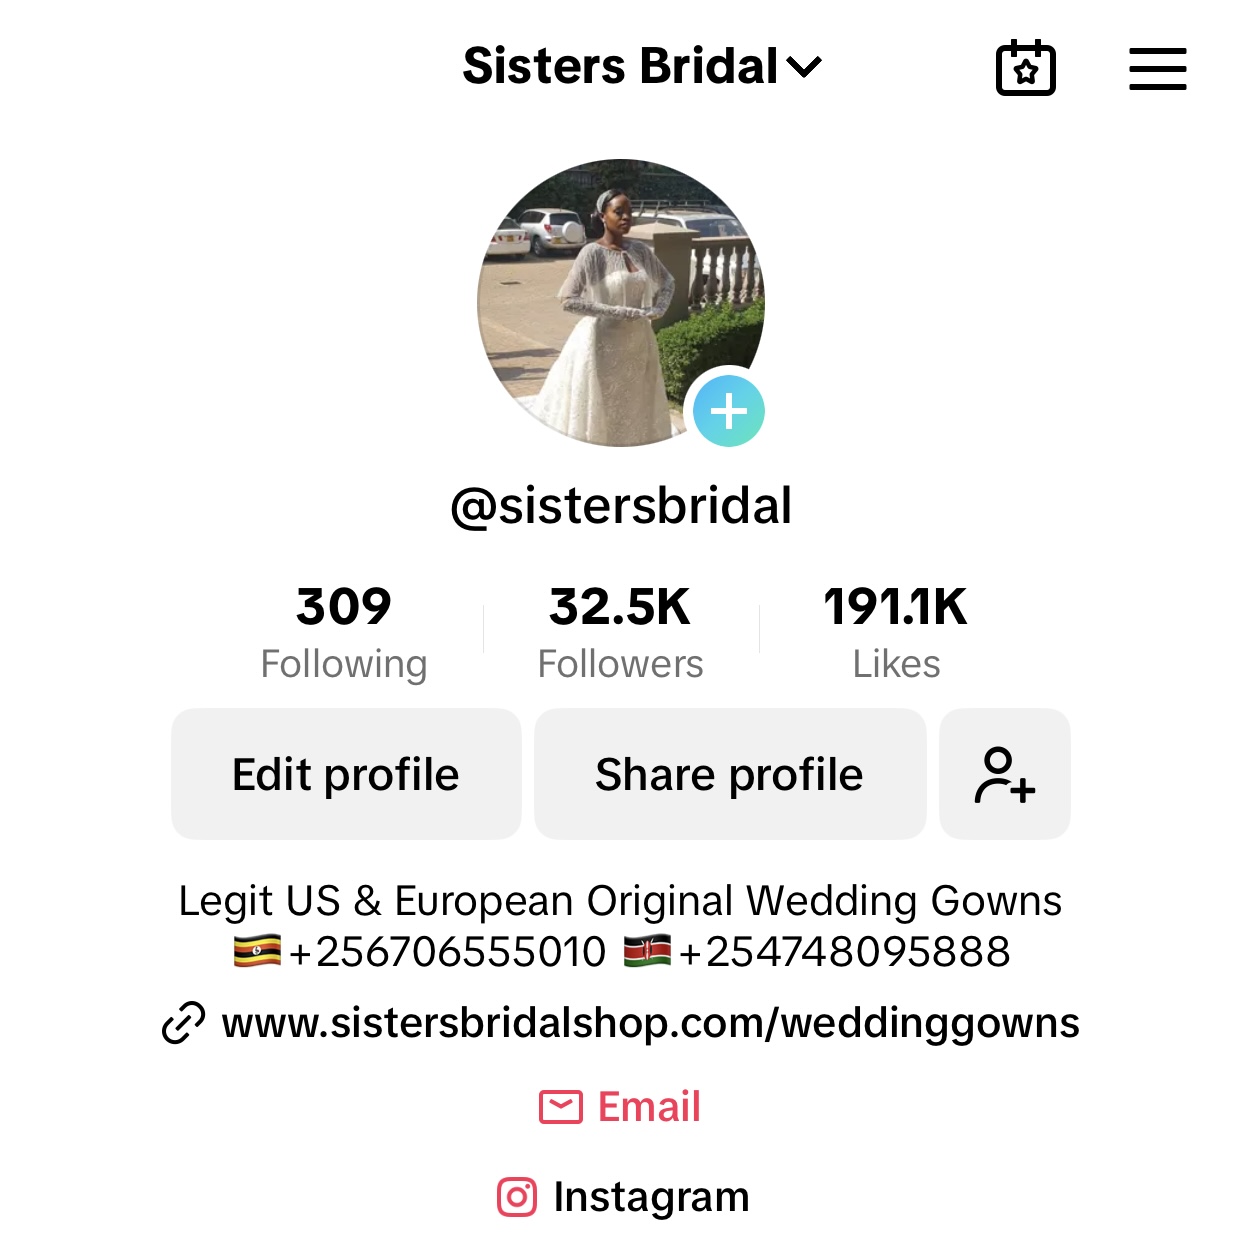 Sisters Bridal
@sistersbridal
309 32.5K 191.1K
Following Followers Likes
Edit profile Share profile
Legit US & European Original Wedding Gowns
🇺🇬+256706555010 🇰🇪+254748095888
www.sistersbridalshop.com/weddinggowns
Email
Instagram